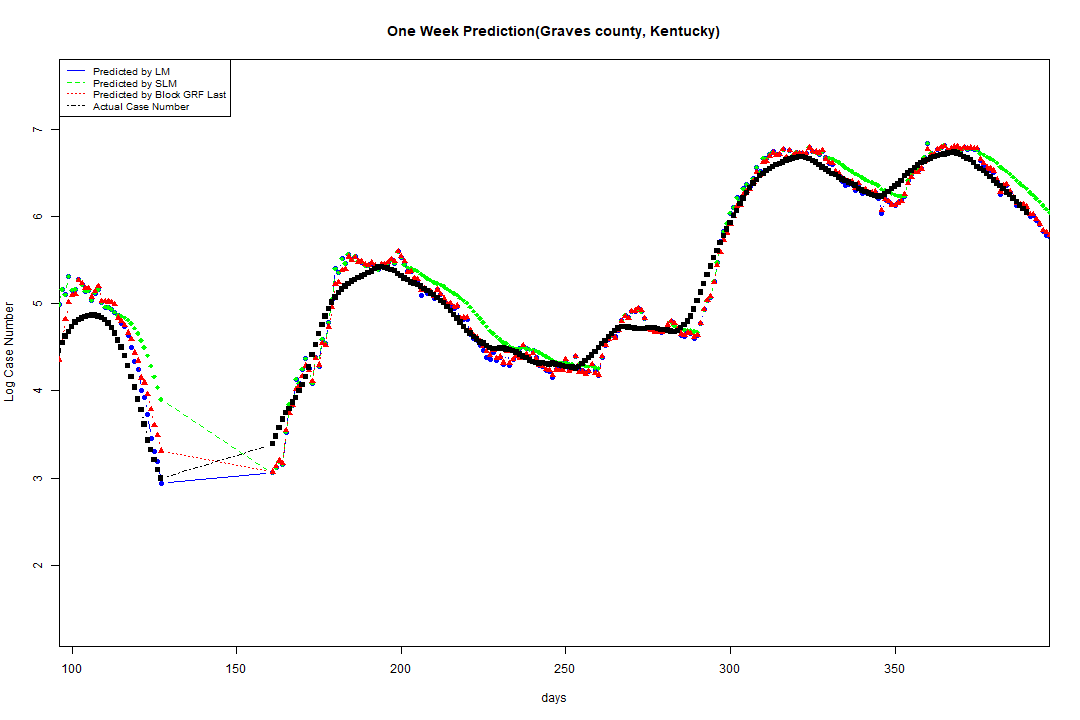 One Week Prediction(Graves county, Kentucky)
Predicted by LM
Predicted by SLM
Predicted by Block GRF Last
Actual Case Number
7
6
5
4
3
2
Log Case Number
100 150 200 250 300 350
days